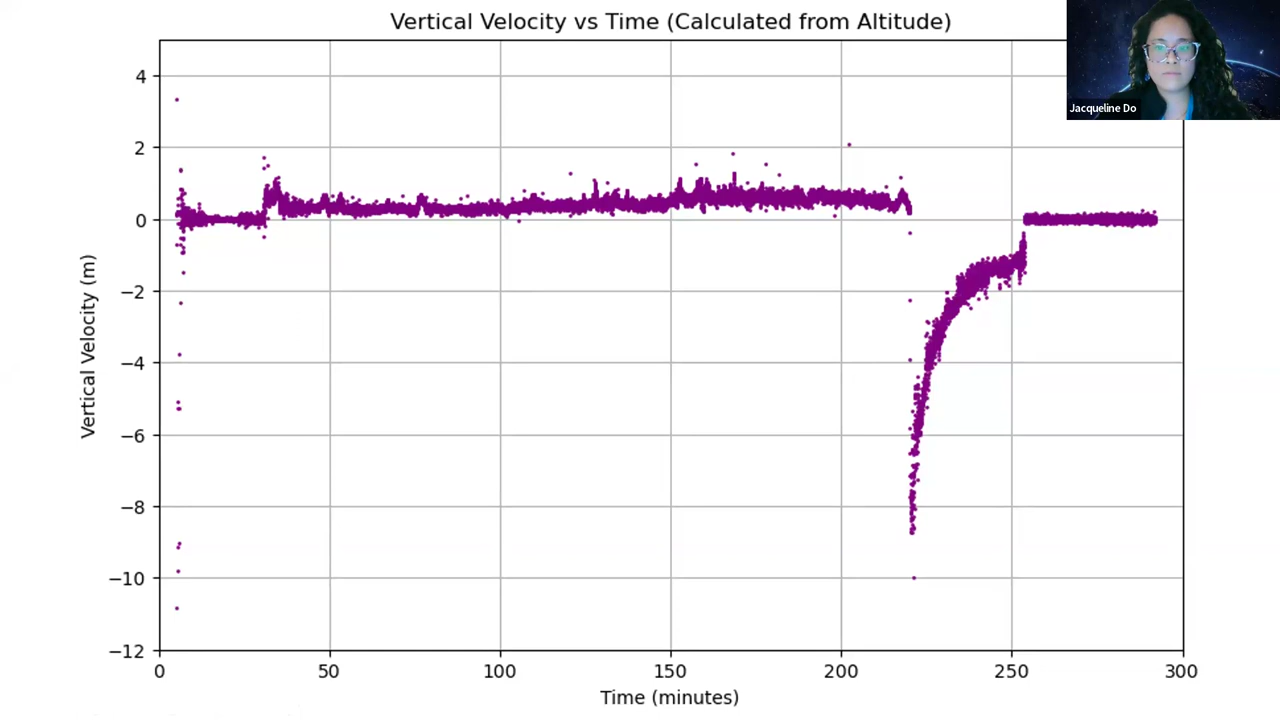 Vertical Velocity vs Time (Calculated from Altitude)
Jacqueline Do
Vertical Velocity (m)
4
2
0
−2
−4
−6
−8
−10
−12
0 50 100 150 200 250 300
Time (minutes)